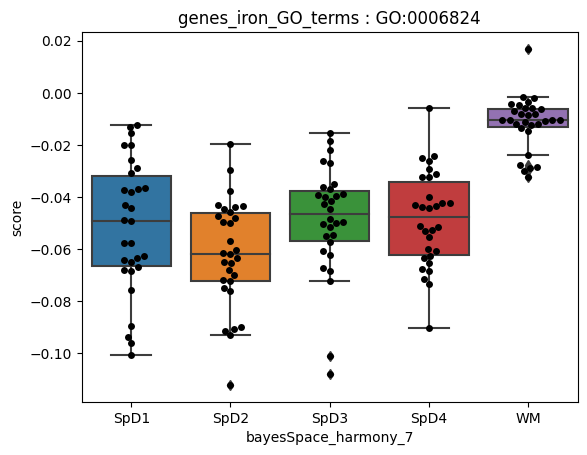 genes_iron_GO_terms : GO:0006824
0.02
0.00
−0.02
−0.04
−0.06
−0.08
−0.10
score
SpD1 SpD2 SpD3 SpD4 WM
bayesSpace_harmony_7